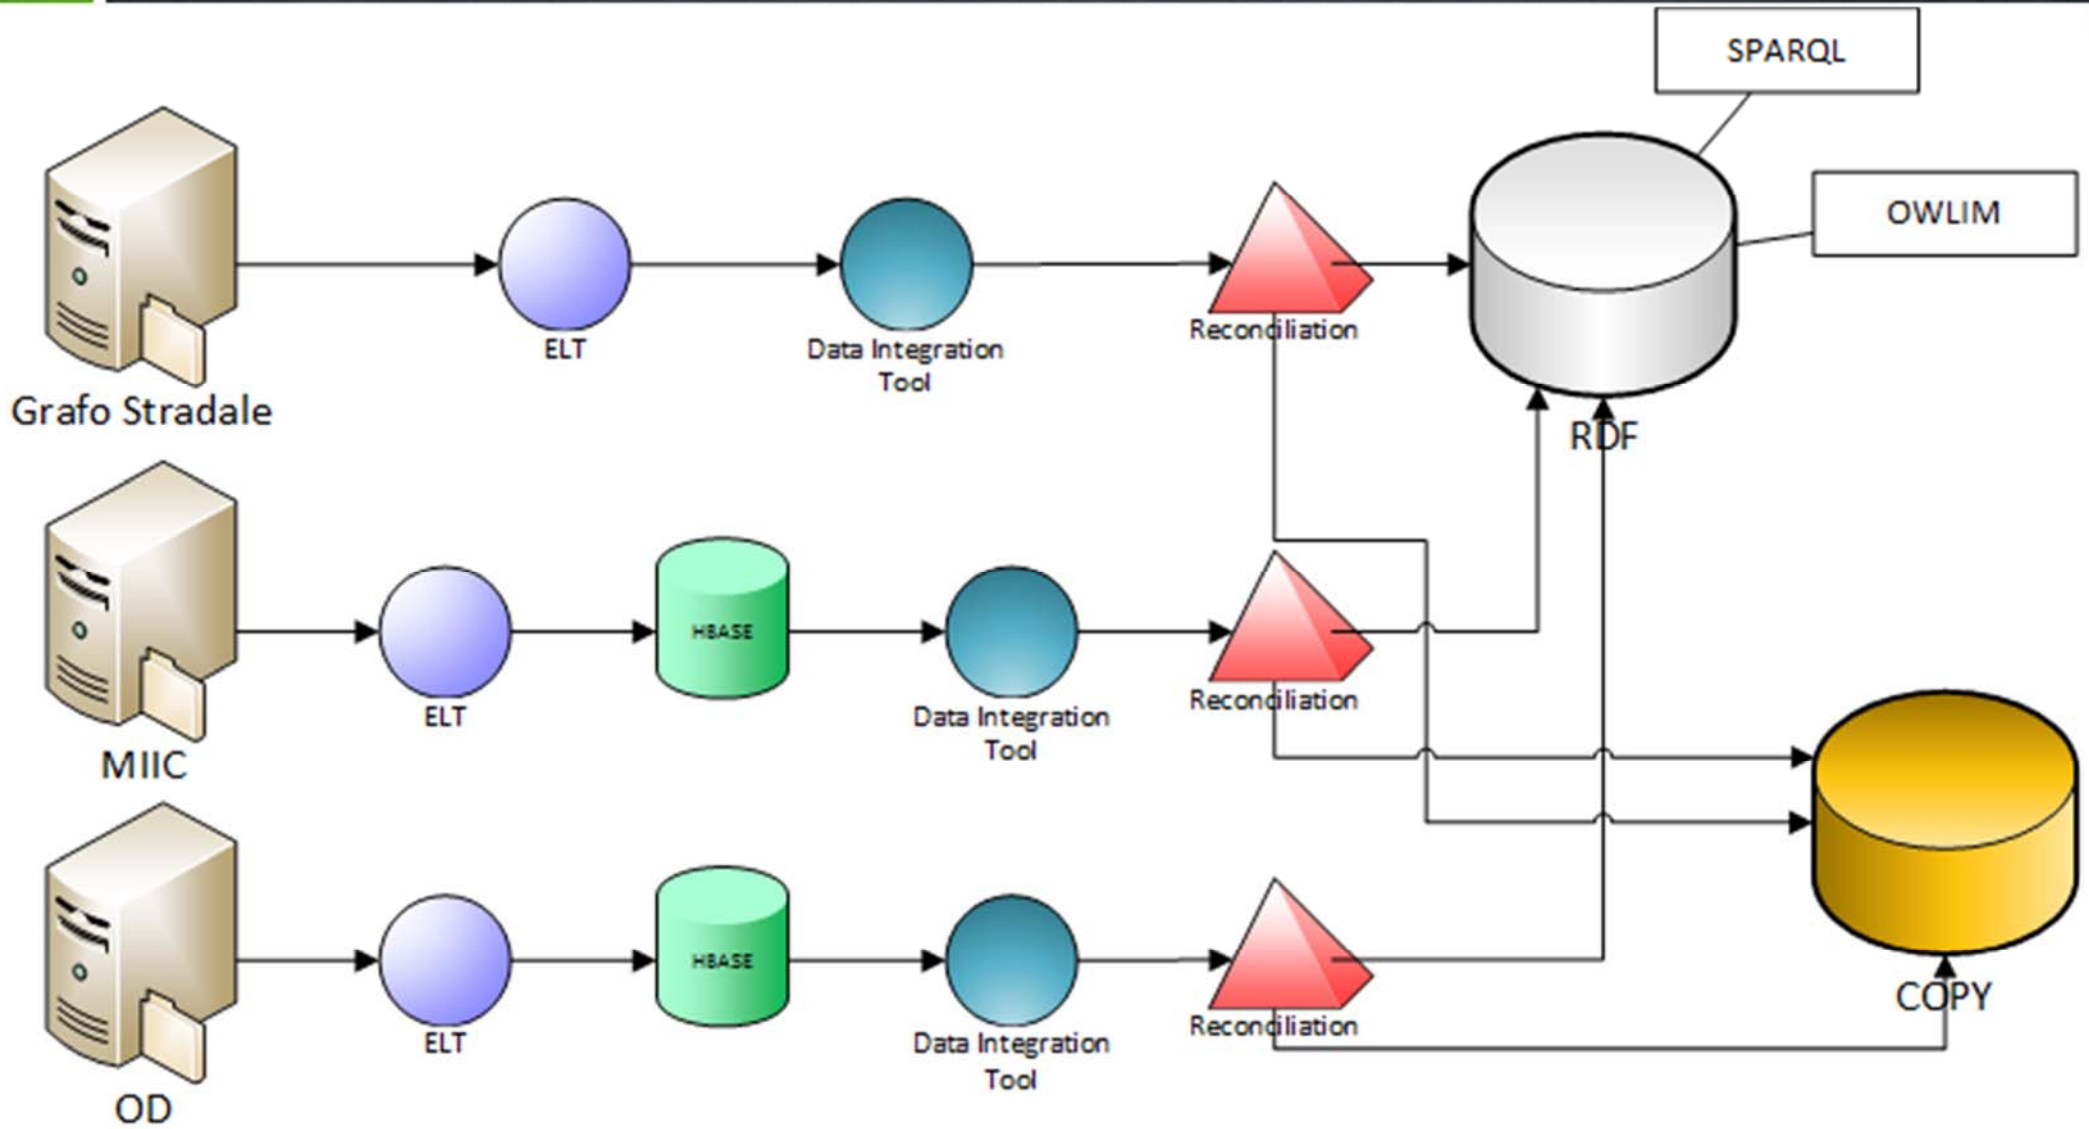 SPARQL
OWLIM
ELT
Data Integration
Tool
Reconciliation
Grafo Stradale
RDF
HBASE
ELT
Data Integration
Tool
Reconciliation
MIIC
HBASE
ELT
Data Integration
Tool
Reconciliation
COPY
OD